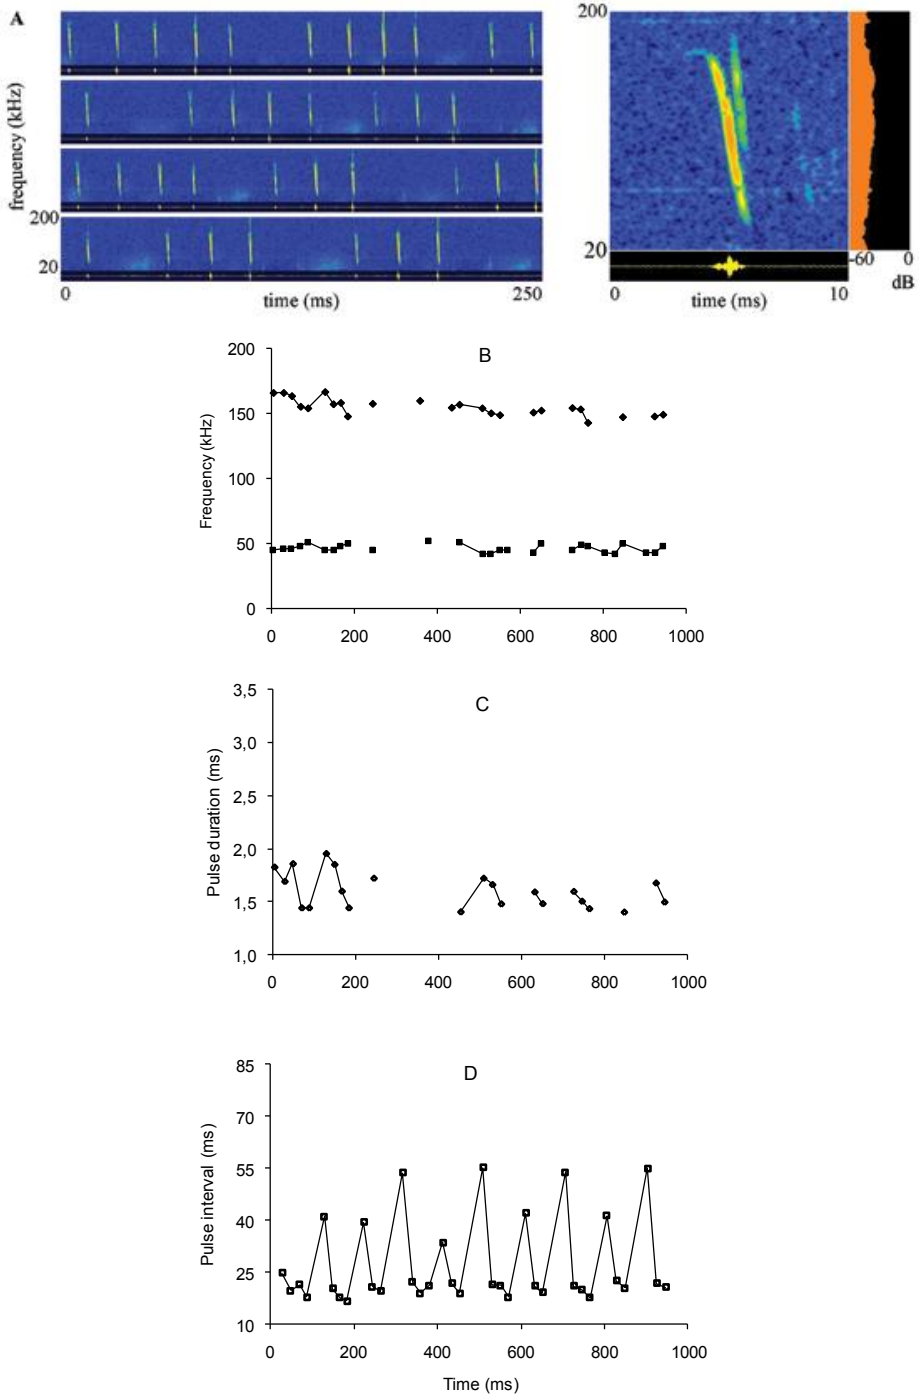 A
frequency (kHz)
200
20
0
time (ms)
250
200
20
0
time (ms)
10
-60
0
dB
B
Frequency (kHz)
200
150
100
50
0
0 200 400 600 800 1000
C
Pulse duration (ms)
3,5
3,0
2,5
2,0
1,5
1,0
0 200 400 600 800 1000
D
Pulse interval (ms)
85
70
55
40
25
10
0 200 400 600 800 1000
Time (ms)